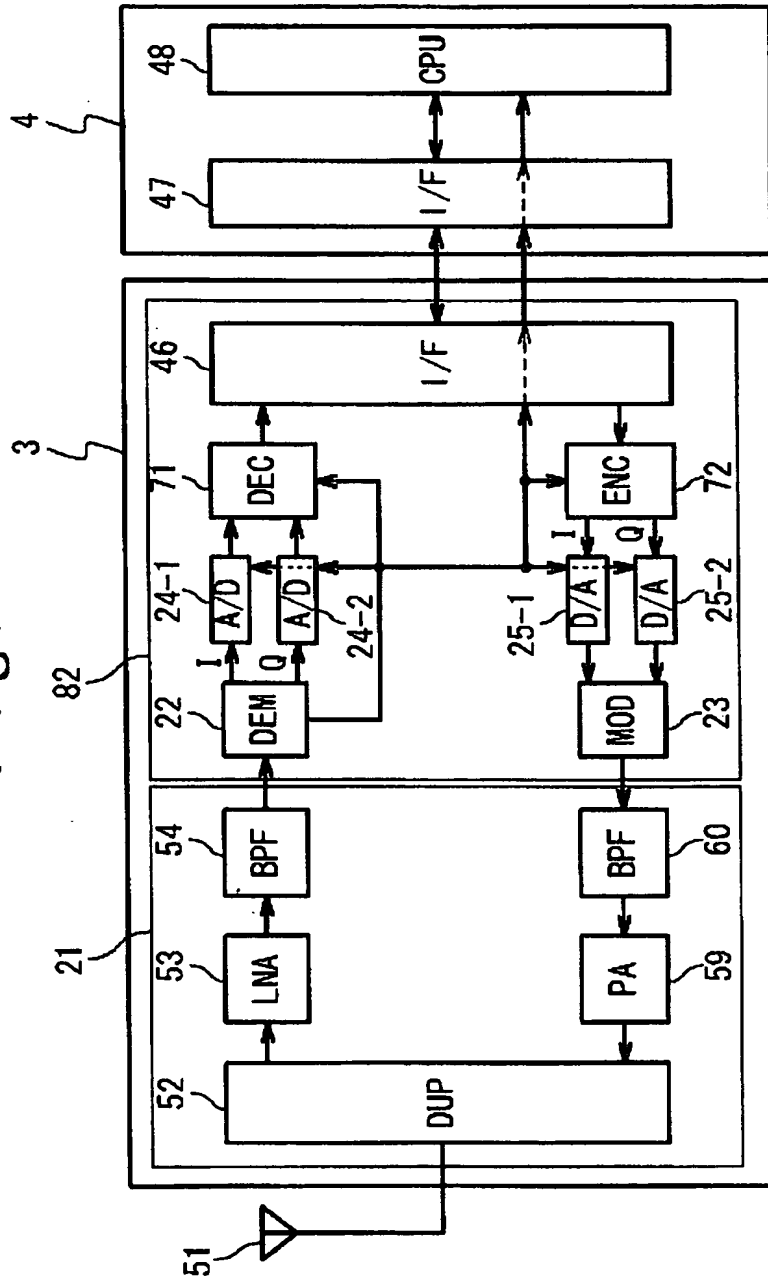 3
4
21
82
51
52
DUP
53
LNA
54
BPF
22
DEM
I
Q
24-1
A/D
A/D
24-2
71
DEC
46
I/F
47
I/F
48
CPU
PA
59
BPF
60
MOD
23
25-1
D/A
D/A
25-2
I
Q
ENC
72